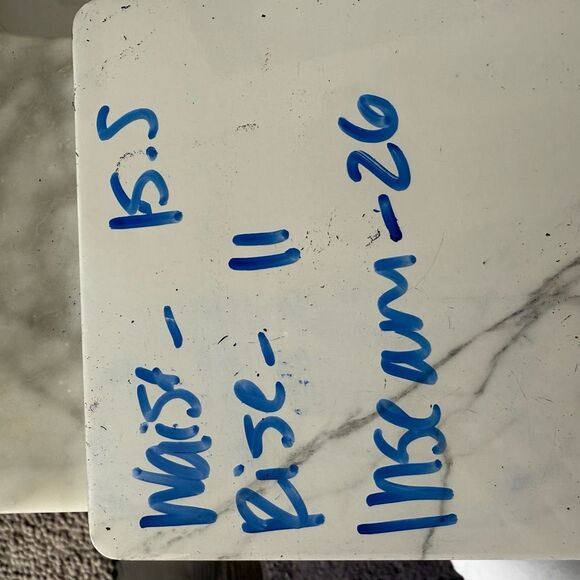 Waist - 15.5
Rise - 11
Inseam - 26